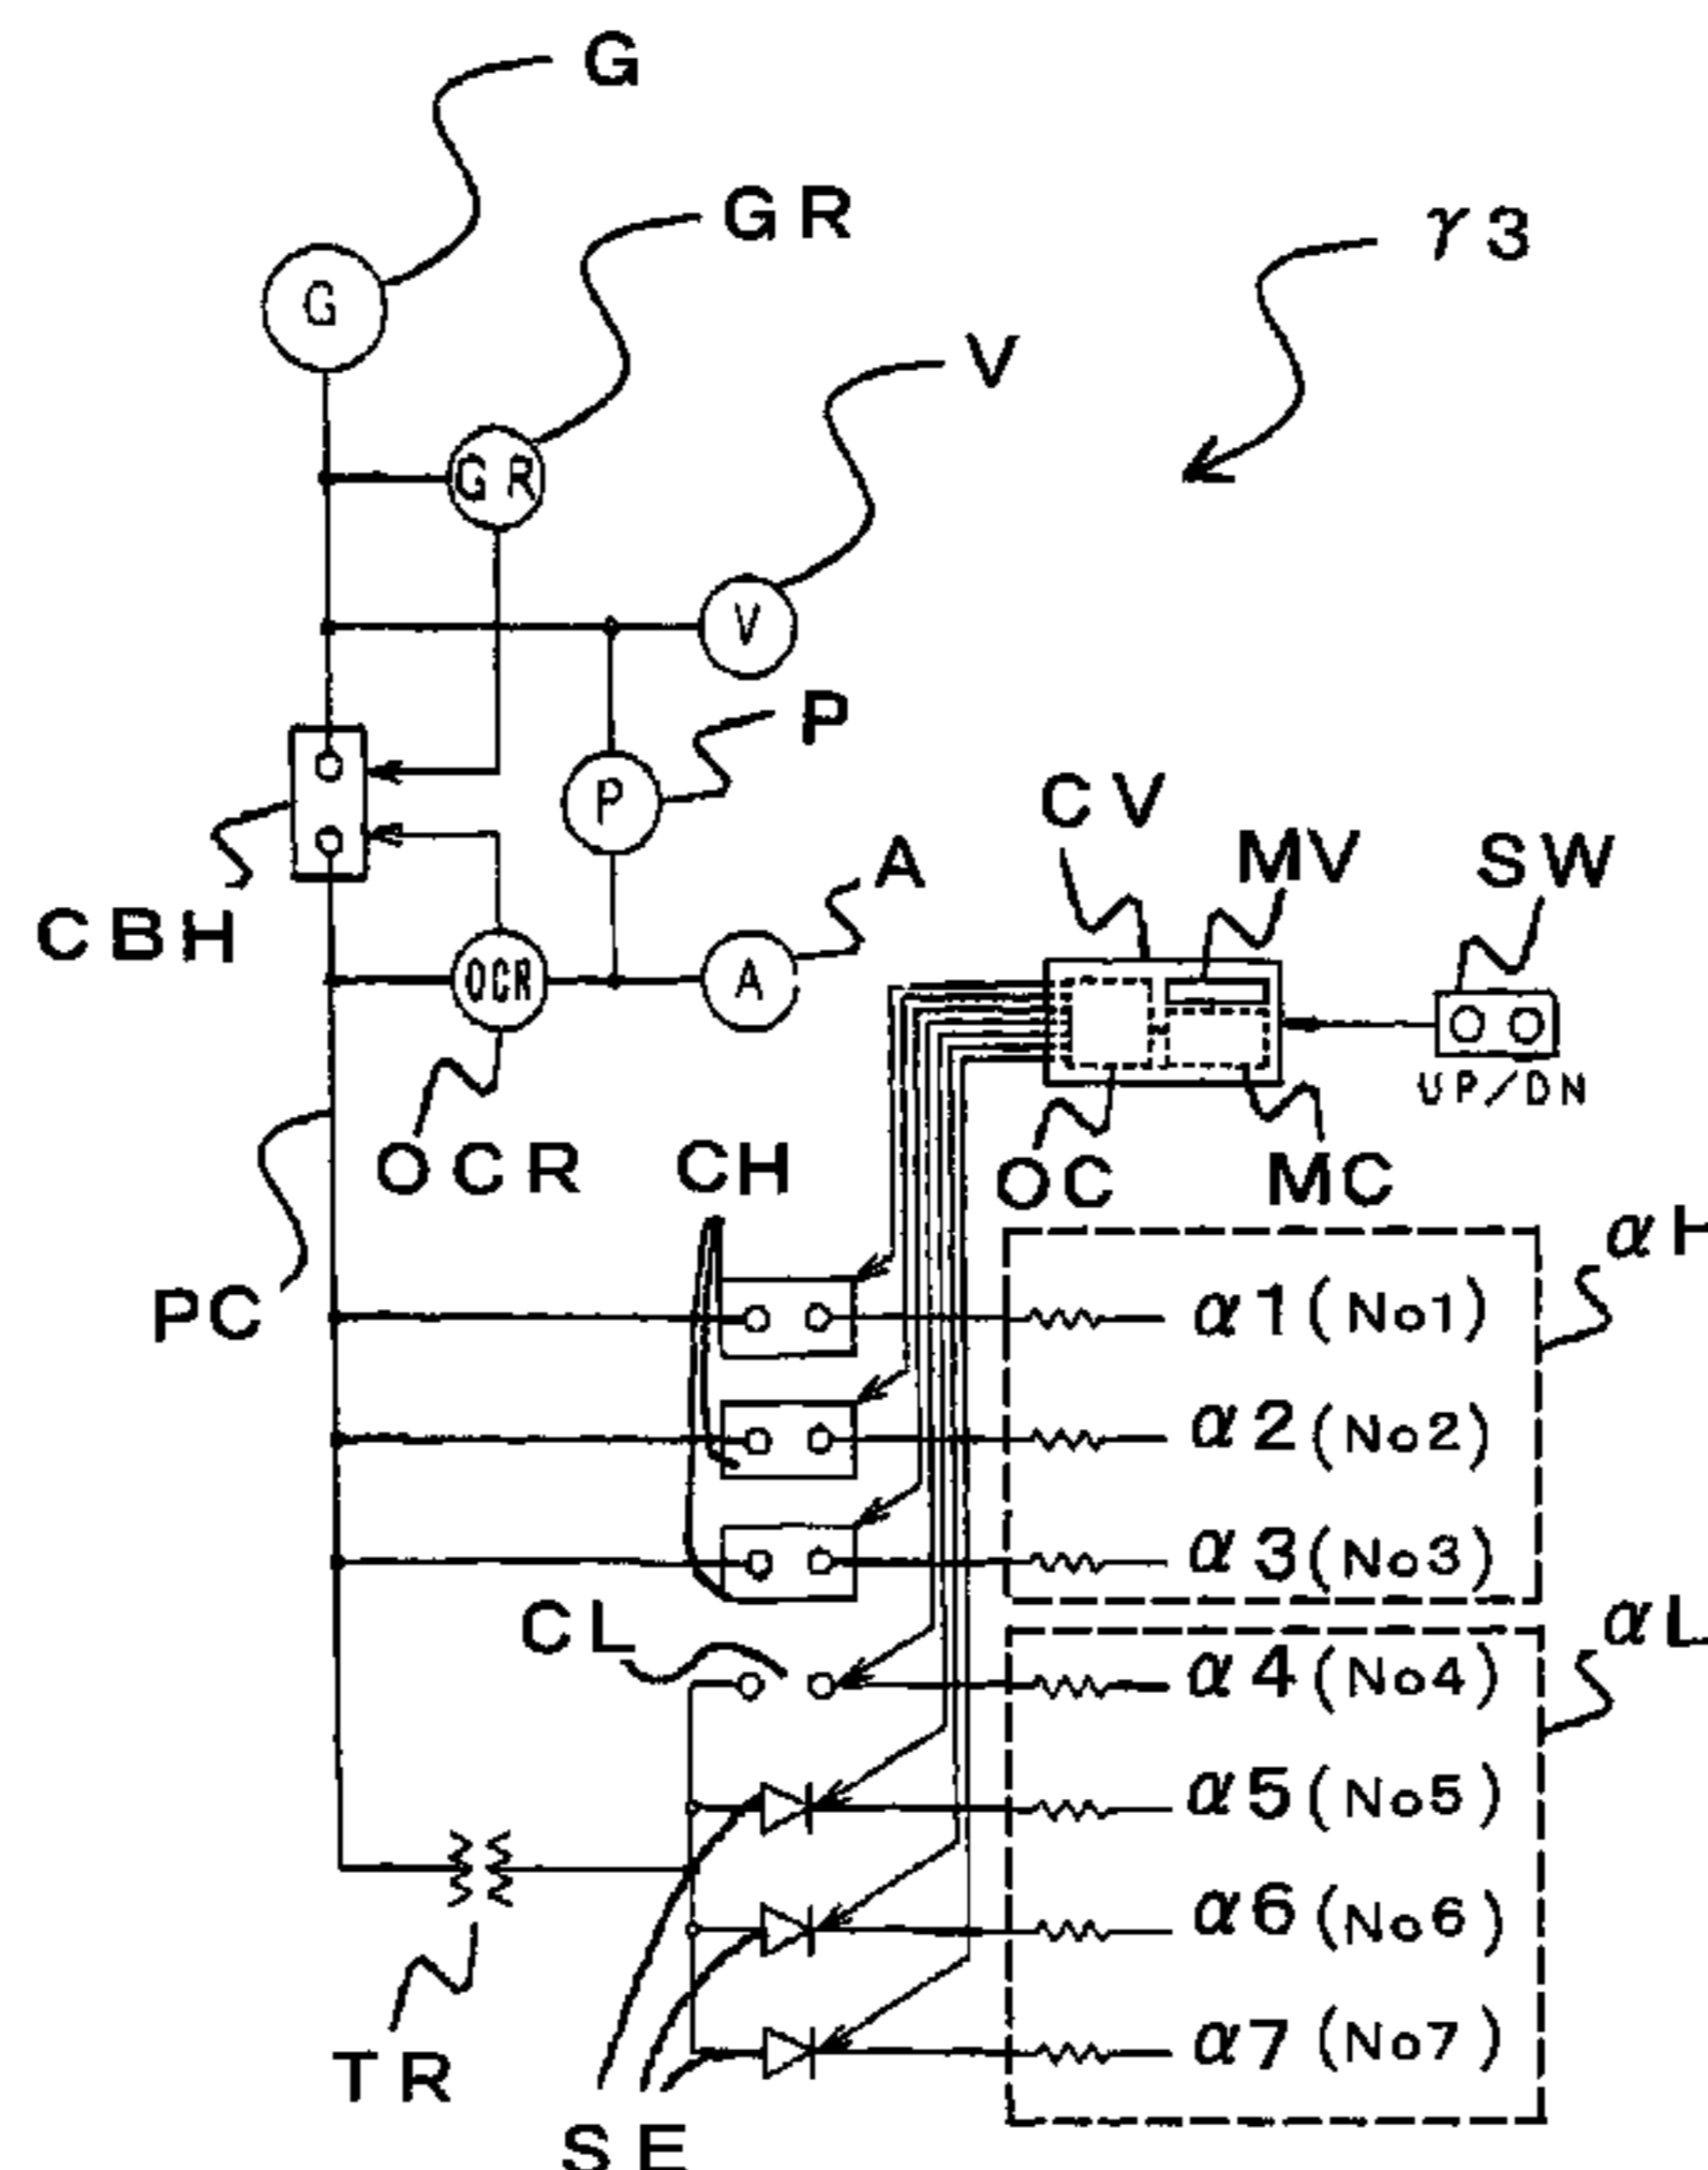 G
GR
γ3
G
V
GR
V
P
CV
P
MV
SW
A
CBH
OCR
A
UP/DN
OCR
CH
OC
MC
αH
PC
α1(No1)
α2(No2)
α3(No3)
CL
αL
α4(No4)
α5(No5)
α6(No6)
α7(No7)
TR
SE